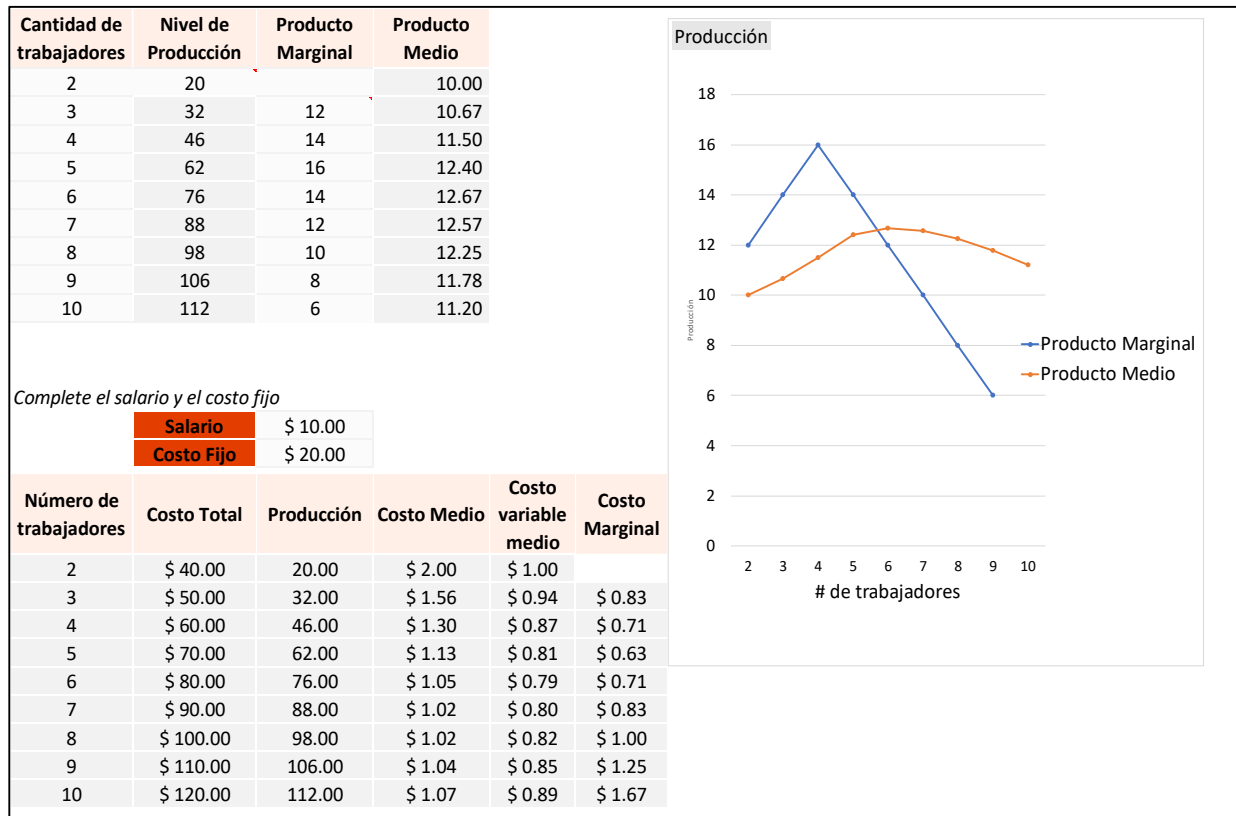 Cantidad de trabajadores Nivel de Producción Producto Marginal Producto Medio
2 20 10.00
3 32 12 10.67
4 46 14 11.50
5 62 16 12.40
6 76 14 12.67
7 88 12 12.57
8 98 10 12.25
9 106 8 11.78
10 112 6 11.20
Complete el salario y el costo fijo
Salario $ 10.00
Costo Fijo $ 20.00
Número de trabajadores Costo Total Producción Costo Medio Costo variable medio Costo Marginal
2 $ 40.00 20.00 $ 2.00 $ 1.00
3 $ 50.00 32.00 $ 1.56 $ 0.94 $ 0.83
4 $ 60.00 46.00 $ 1.30 $ 0.87 $ 0.71
5 $ 70.00 62.00 $ 1.13 $ 0.81 $ 0.63
6 $ 80.00 76.00 $ 1.05 $ 0.79 $ 0.71
7 $ 90.00 88.00 $ 1.02 $ 0.80 $ 0.83
8 $ 100.00 98.00 $ 1.02 $ 0.82 $ 1.00
9 $ 110.00 106.00 $ 1.04 $ 0.85 $ 1.25
10 $ 120.00 112.00 $ 1.07 $ 0.89 $ 1.67
Producción
18
16
14
12
10
8
6
4
2
0
Producción
2 3 4 5 6 7 8 9 10
# de trabajadores
Producto Marginal
Producto Medio